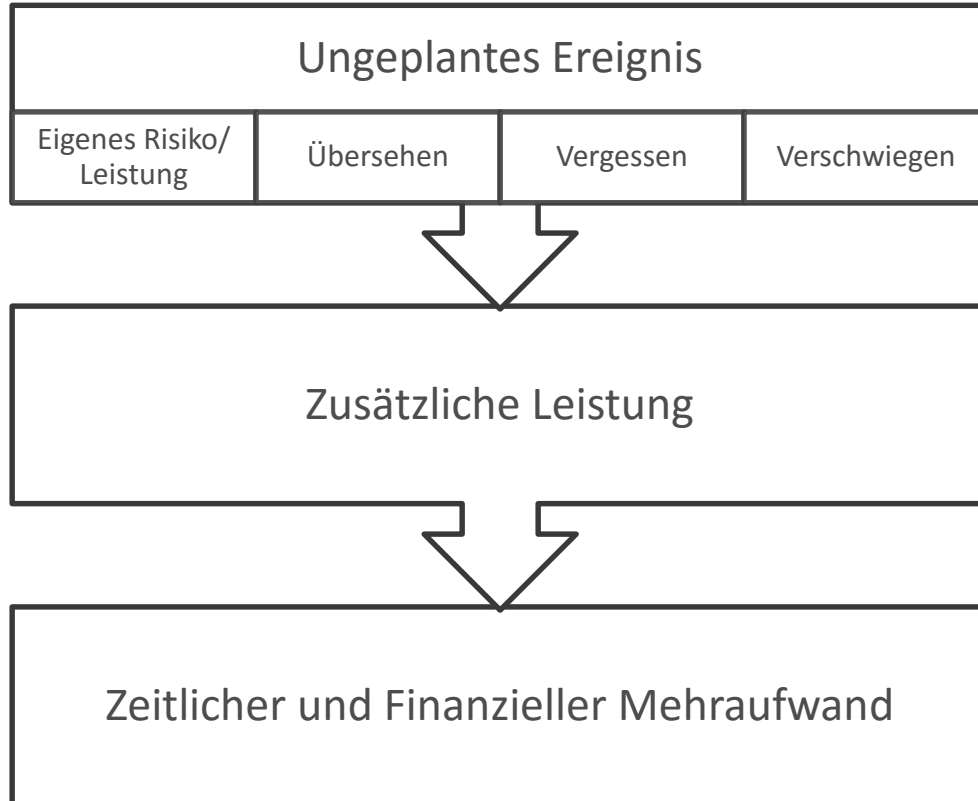 Ungeplantes Ereignis
Eigenes Risiko/
Leistung
Übersehen
Vergessen
Verschwiegen
Zusätzliche Leistung
Zeitlicher und Finanzieller Mehraufwand